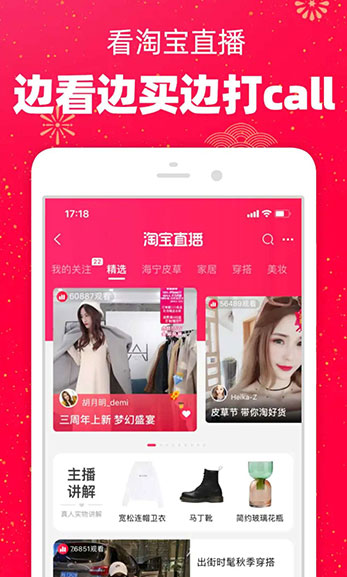 看淘宝直播
边看边买边打call
17:18
淘宝直播
我的关注 22 精选 海宁皮草 家居 穿搭 美妆
60887观看
胡月明_demi
三周年上新 梦幻盛宴
56489观看
Heika-Z
皮草节 带你淘好货
主播
讲解
真人实物讲解
宽松连帽卫衣
马丁靴
简约玻璃花瓶
76851观看
出街时髦秋季穿搭